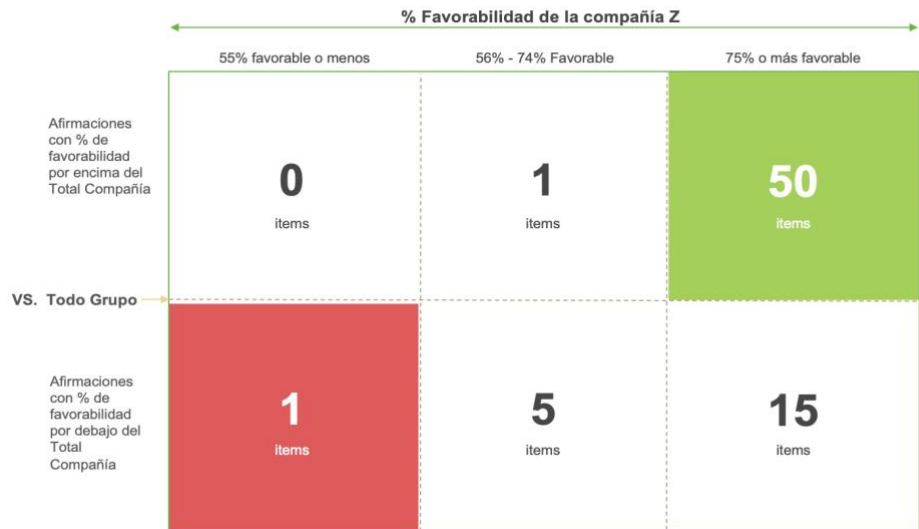 % Favorabilidad de la compañía Z
55% favorable o menos
56% - 74% Favorable
75% o más favorable
Afirmaciones
con % de
favorabilidad
por encima del
Total Compañía
0
items
1
items
50
items
VS. Todo Grupo
Afirmaciones
con % de
favorabilidad
por debajo del
Total
Compañía
1
items
5
items
15
items